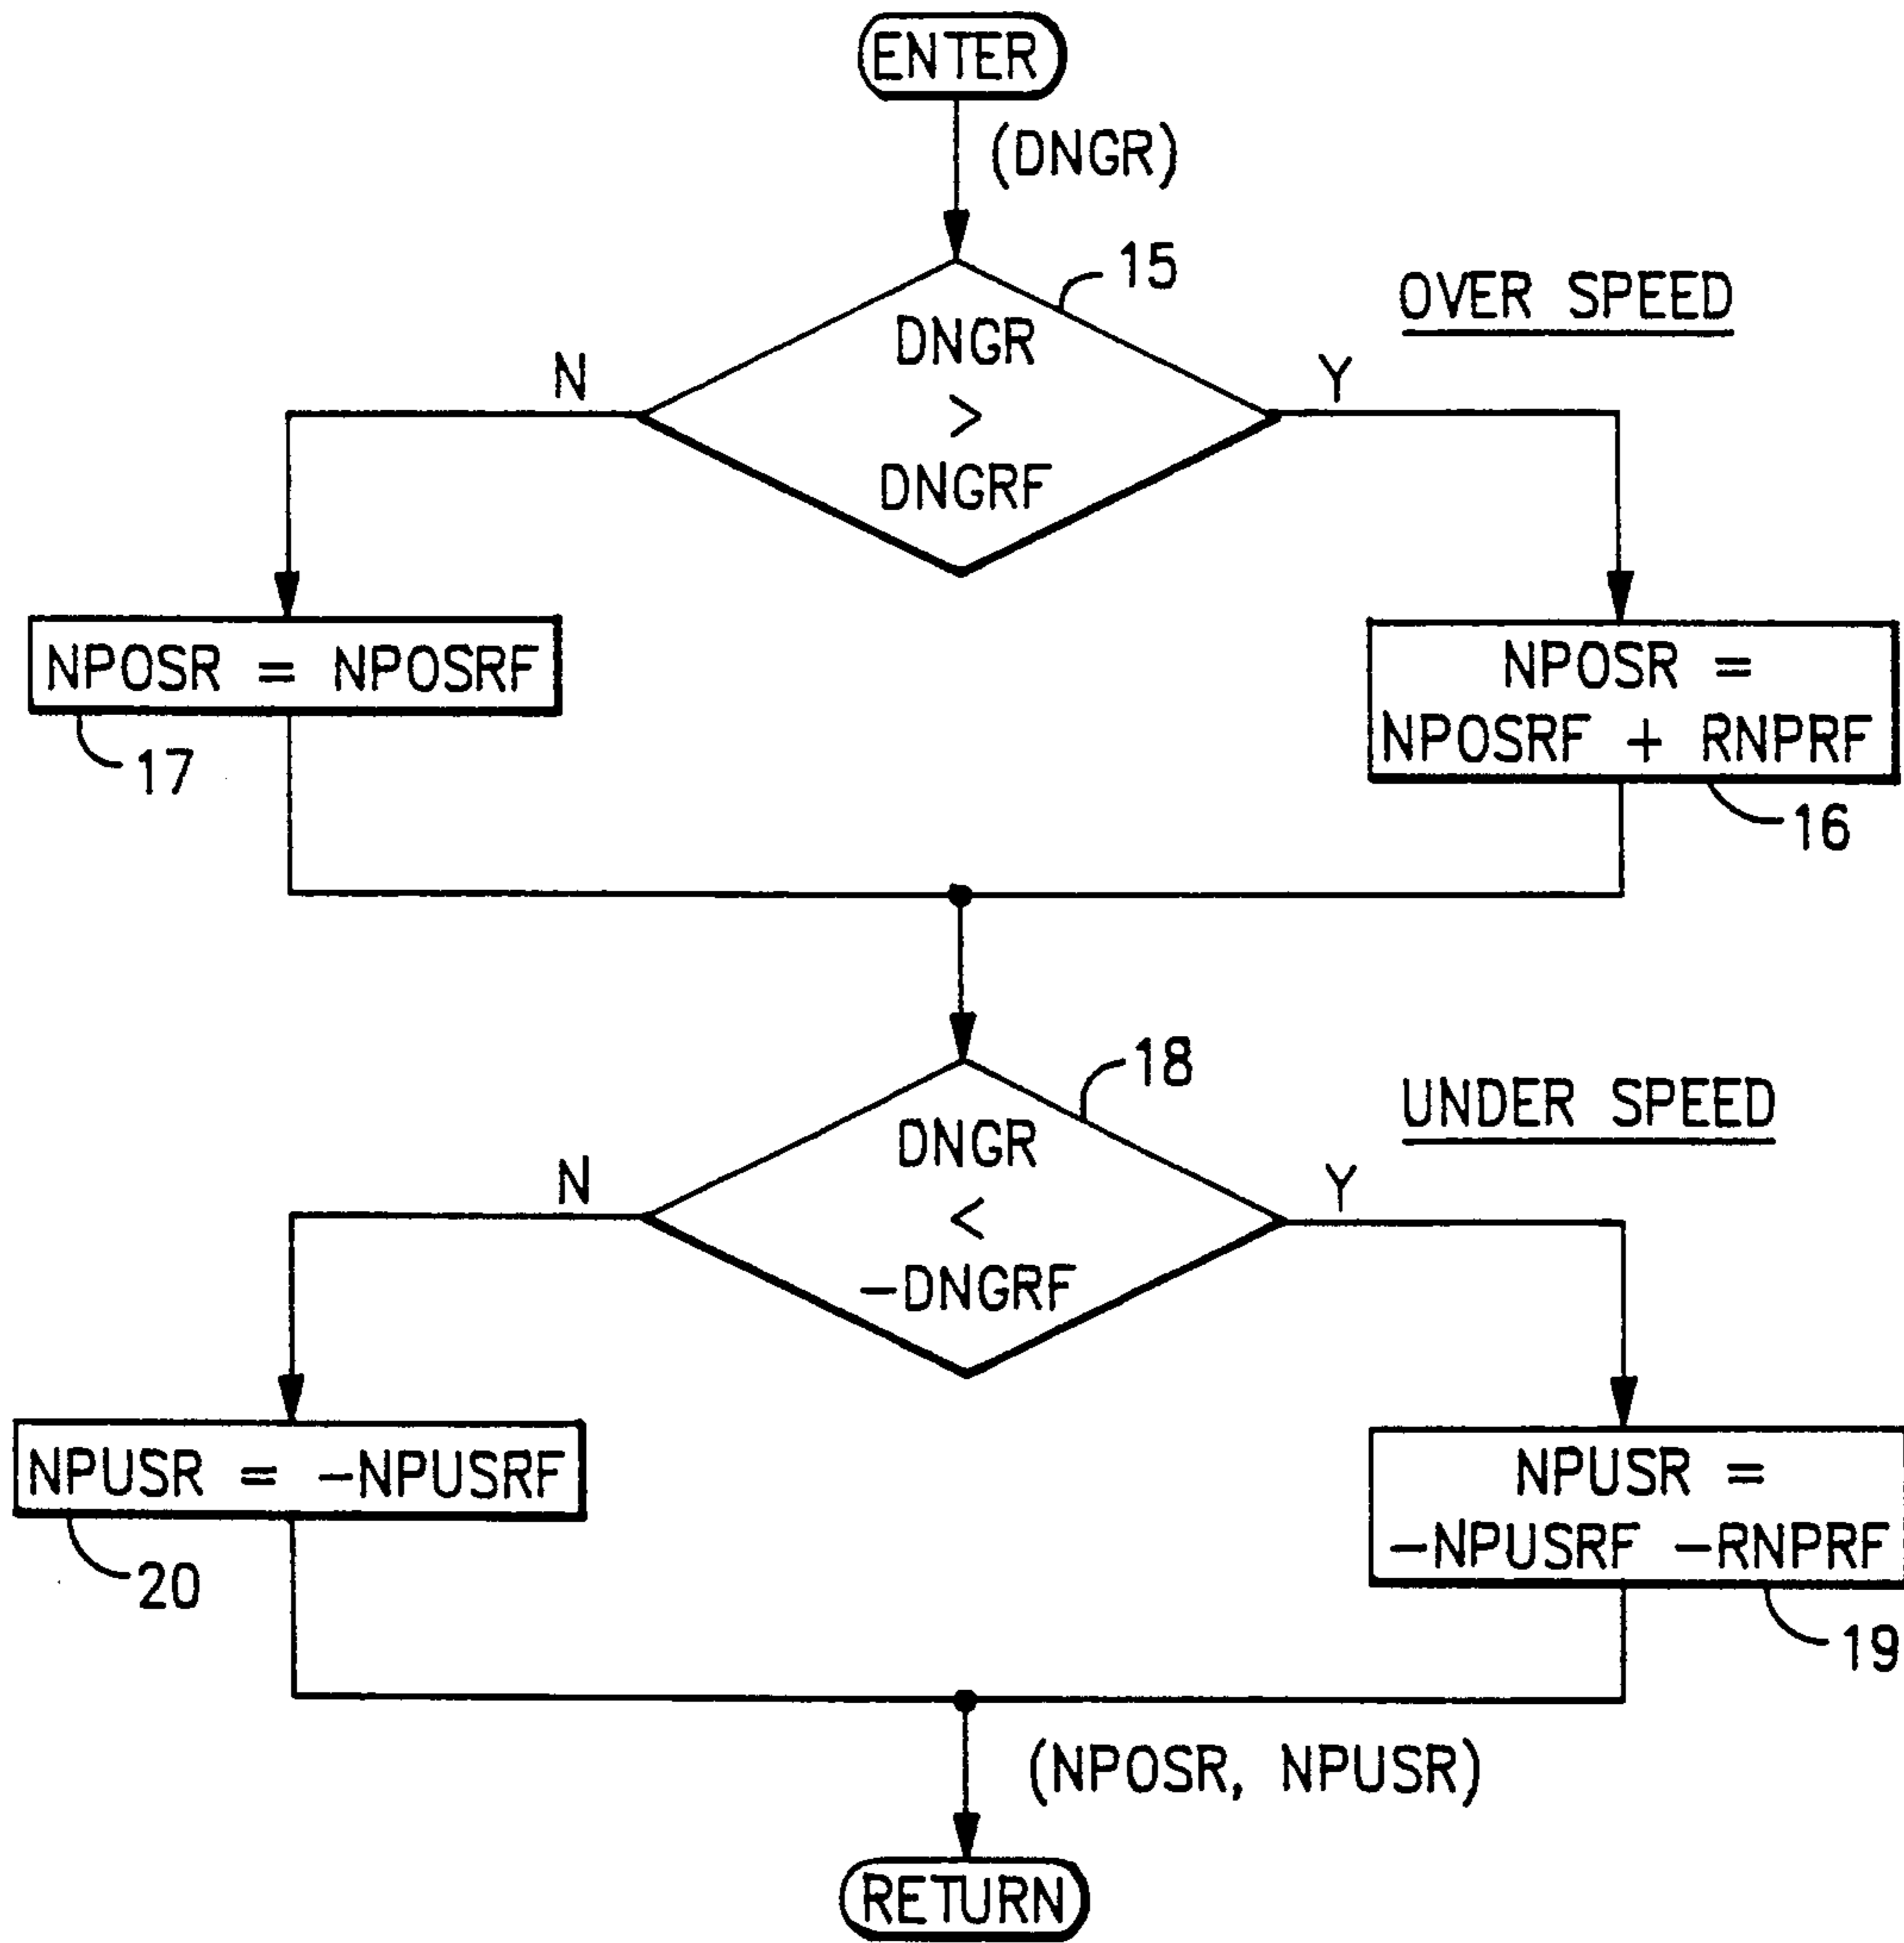 ENTER
(DNGR)
15
OVER SPEED
DNGR
>
DNGRF
N
Y
NPOSR = NPOSRF
17
NPOSR =
NPOSRF + RNPRF
16
18
UNDER SPEED
DNGR
<
-DNGRF
N
Y
NPUSR = -NPUSRF
20
NPUSR =
-NPUSRF -RNPRF
19
(NPOSR, NPUSR)
RETURN